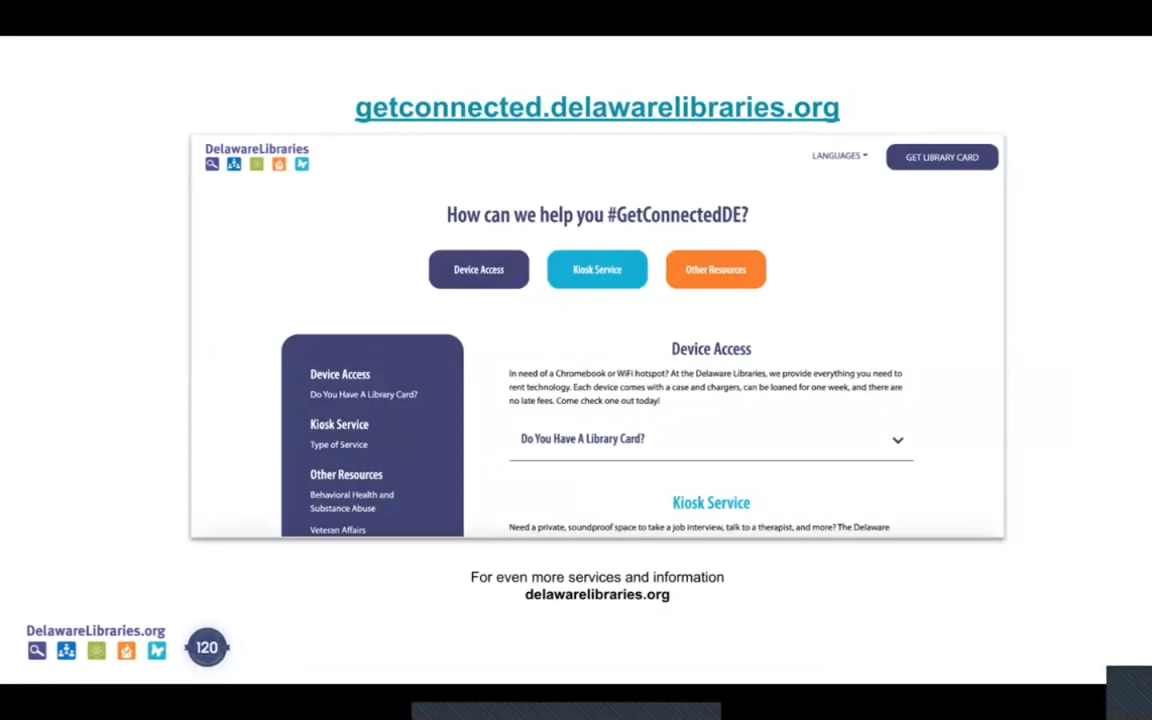 getconnected.delawarelibraries.org
DelawareLibraries
LANGUAGES
GET LIBRARY CARD
How can we help you #GetConnectedDE?
Device Access
Kiosk Service
Other Resources
Device Access
Do You Have A Library Card?
Kiosk Service
Type of Service
Other Resources
Behavioral Health and
Substance Abuse
Veteran Affairs
Device Access
In need of a Chromebook or WiFi hotspot? At the Delaware Libraries, we provide everything you need to
rent technology. Each device comes with a case and chargers, can be loaned for one week, and there are
no late fees. Come check one out today!
Do You Have A Library Card?
Kiosk Service
Need a private, soundproof space to take a job interview, talk to a therapist, and more? The Delaware
For even more services and information
delawarelibraries.org
DelawareLibraries.org
120